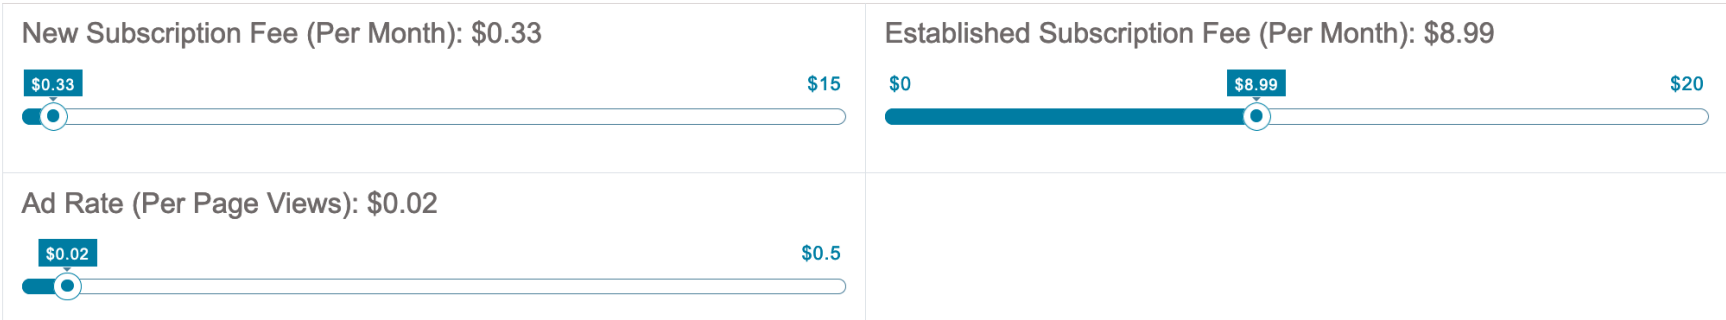 New Subscription Fee (Per Month): $0.33
$0.33 $15
Established Subscription Fee (Per Month): $8.99
$0 $8.99 $20
Ad Rate (Per Page Views): $0.02
$0.02 $0.5